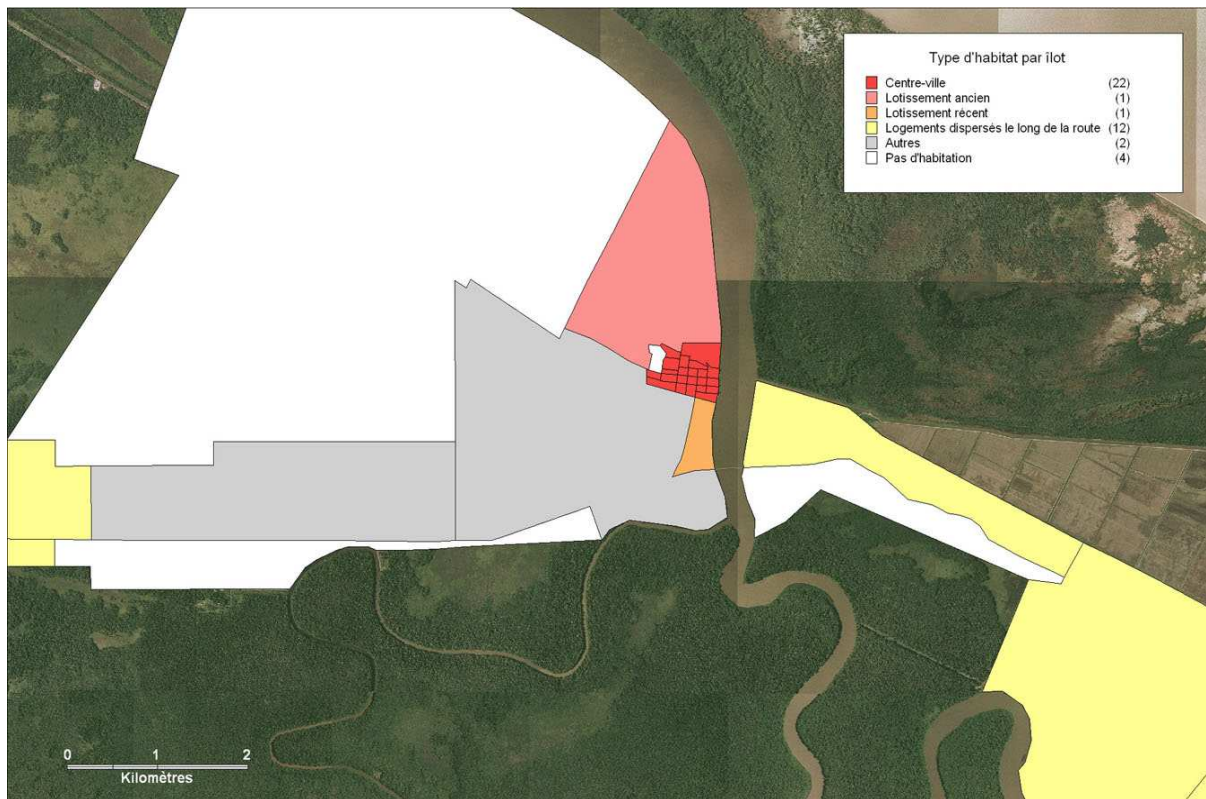 Type d'habitat par îlot
Centre-ville (22)
Lotissement ancien (1)
Lotissement récent (1)
Logements dispersés le long de la route (12)
Autres (2)
Pas d'habitation (4)
0 1 2
Kilomètres